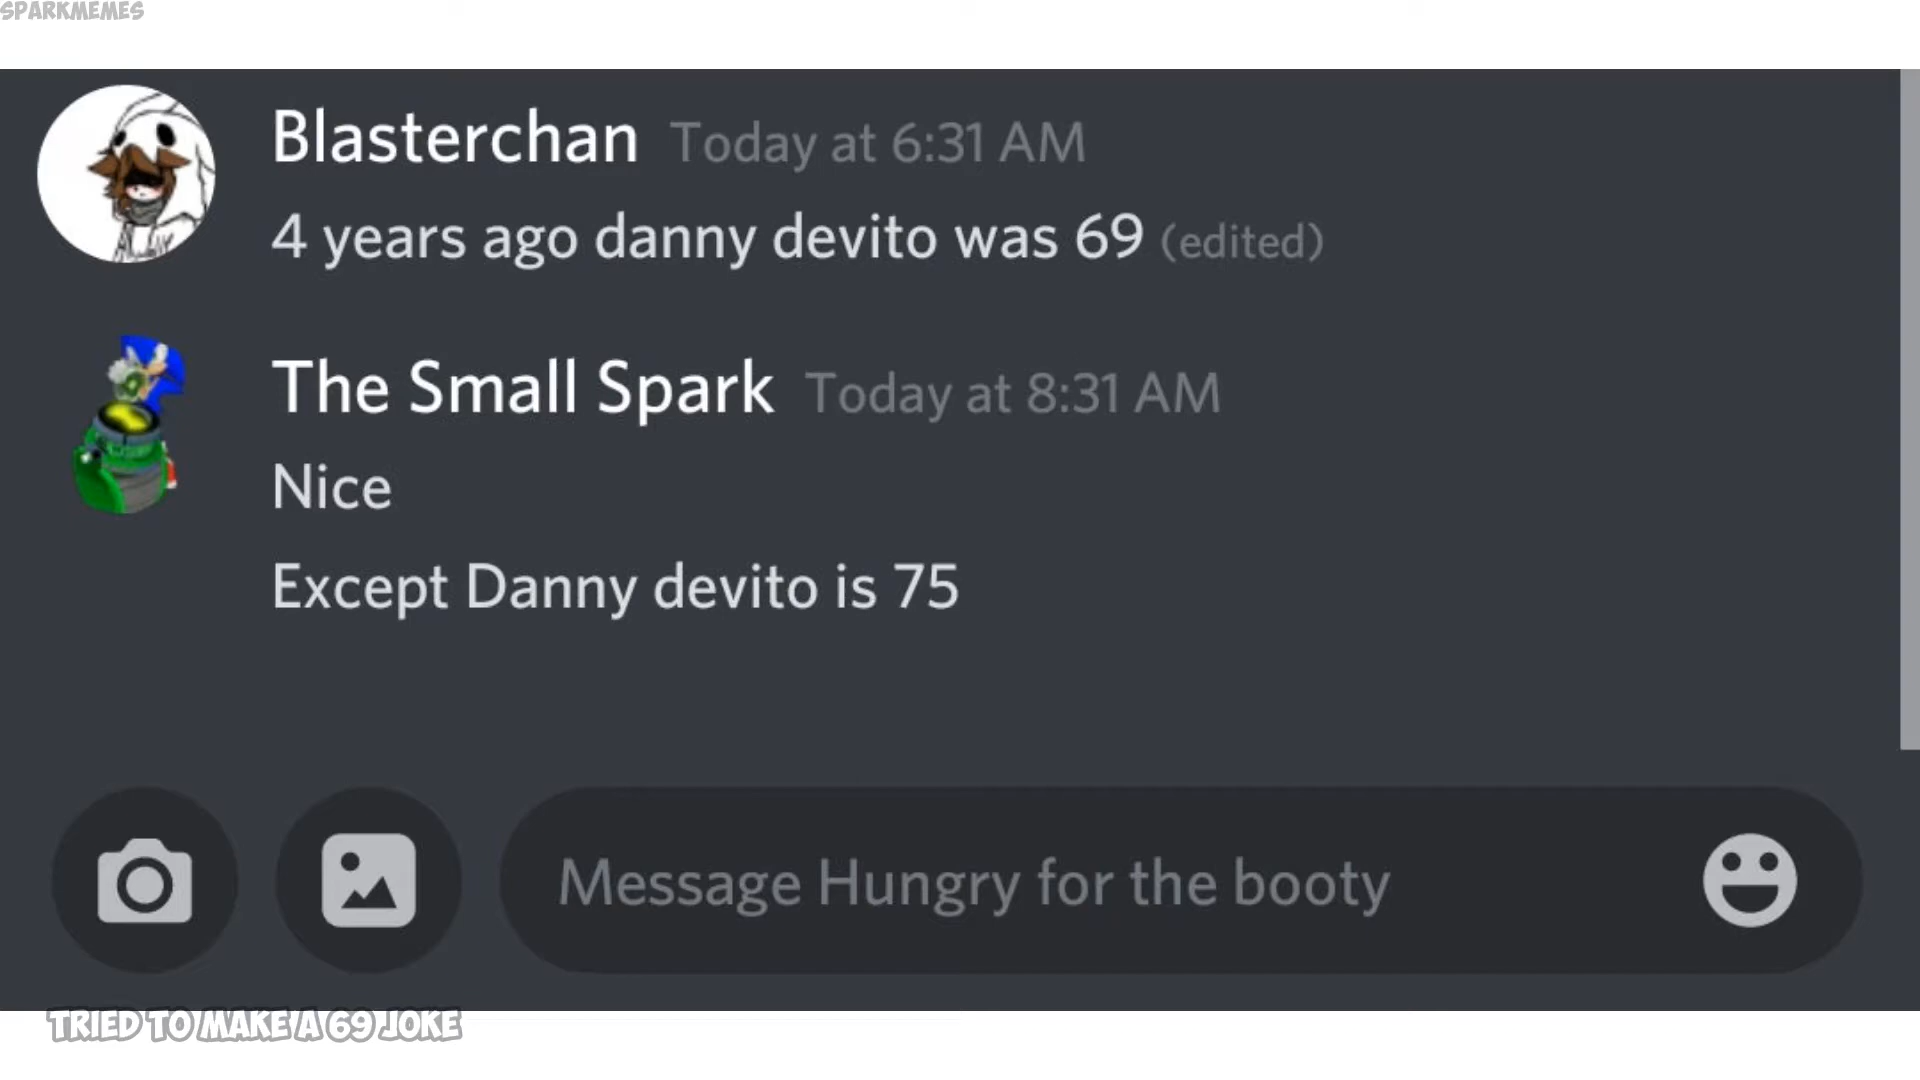 SPARKMEMES
Blasterchan Today at 6:31 AM
4 years ago danny devito was 69 (edited)
The Small Spark Today at 8:31 AM
Nice
Except Danny devito is 75
Message Hungry for the booty
TRIED TO MAKE A 69 JOKE